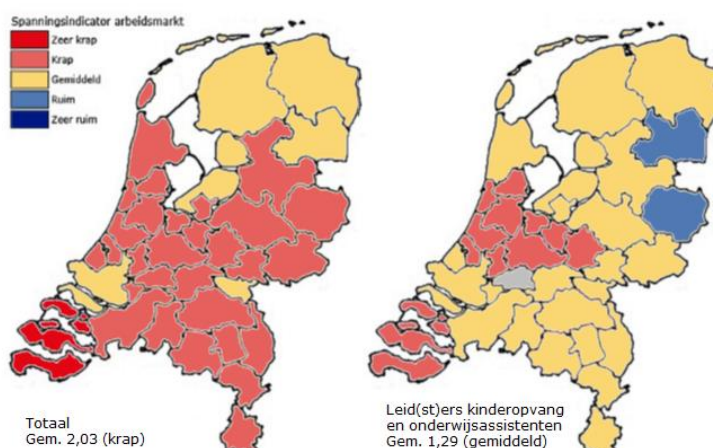 Spanningsindicator arbeidsmarkt
Zeer krap
Krap
Gemiddeld
Ruim
Zeer ruim
Totaal
Gem. 2,03 (krap)
Leid(st)ers kinderopvang
en onderwijsassistenten
Gem. 1,29 (gemiddeld)